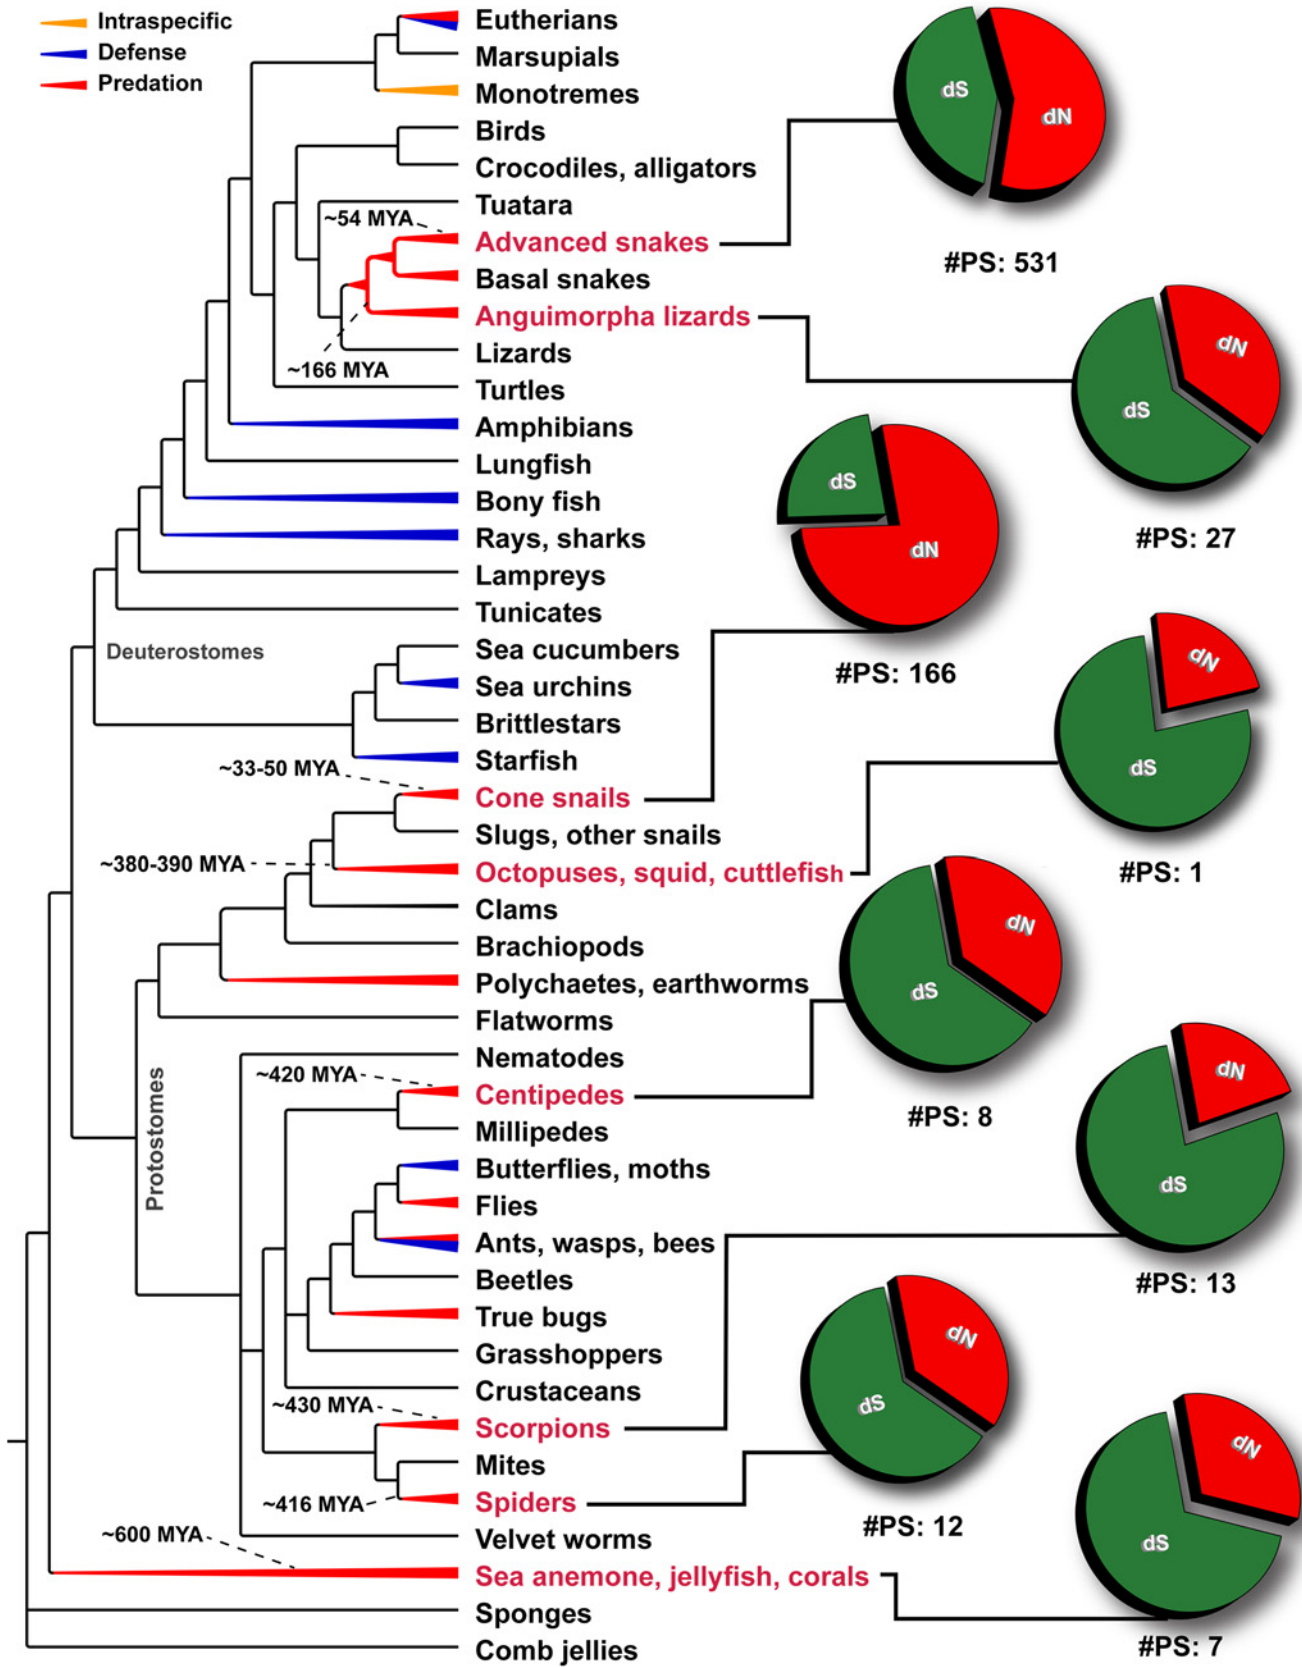 Intraspecific
Defense
Predation
Eutherians
Marsupials
Monotremes
Birds
Crocodiles, alligators
Tuatara
~54 MYA
Advanced snakes
Basal snakes
Anguimorpha lizards
Lizards
~166 MYA
Turtles
Amphibians
Lungfish
Bony fish
Rays, sharks
Lampreys
Tunicates
Deuterostomes
Sea cucumbers
Sea urchins
Brittlestars
Starfish
~33-50 MYA
Cone snails
Slugs, other snails
~380-390 MYA
Octopuses, squid, cuttlefish
Clams
Brachiopods
Polychaetes, earthworms
Flatworms
Protostomes
Nematodes
~420 MYA
Centipedes
Millipedes
Butterflies, moths
Flies
Ants, wasps, bees
Beetles
True bugs
Grasshoppers
Crustaceans
~430 MYA
Scorpions
Mites
~416 MYA
Spiders
Velvet worms
~600 MYA
Sea anemone, jellyfish, corals
Sponges
Comb jellies
dS
dN
#PS: 531
dN
dS
#PS: 27
dS
dN
#PS: 166
dN
dS
#PS: 1
dN
dS
#PS: 8
dN
dS
#PS: 13
dN
dS
#PS: 12
dN
dS
#PS: 7